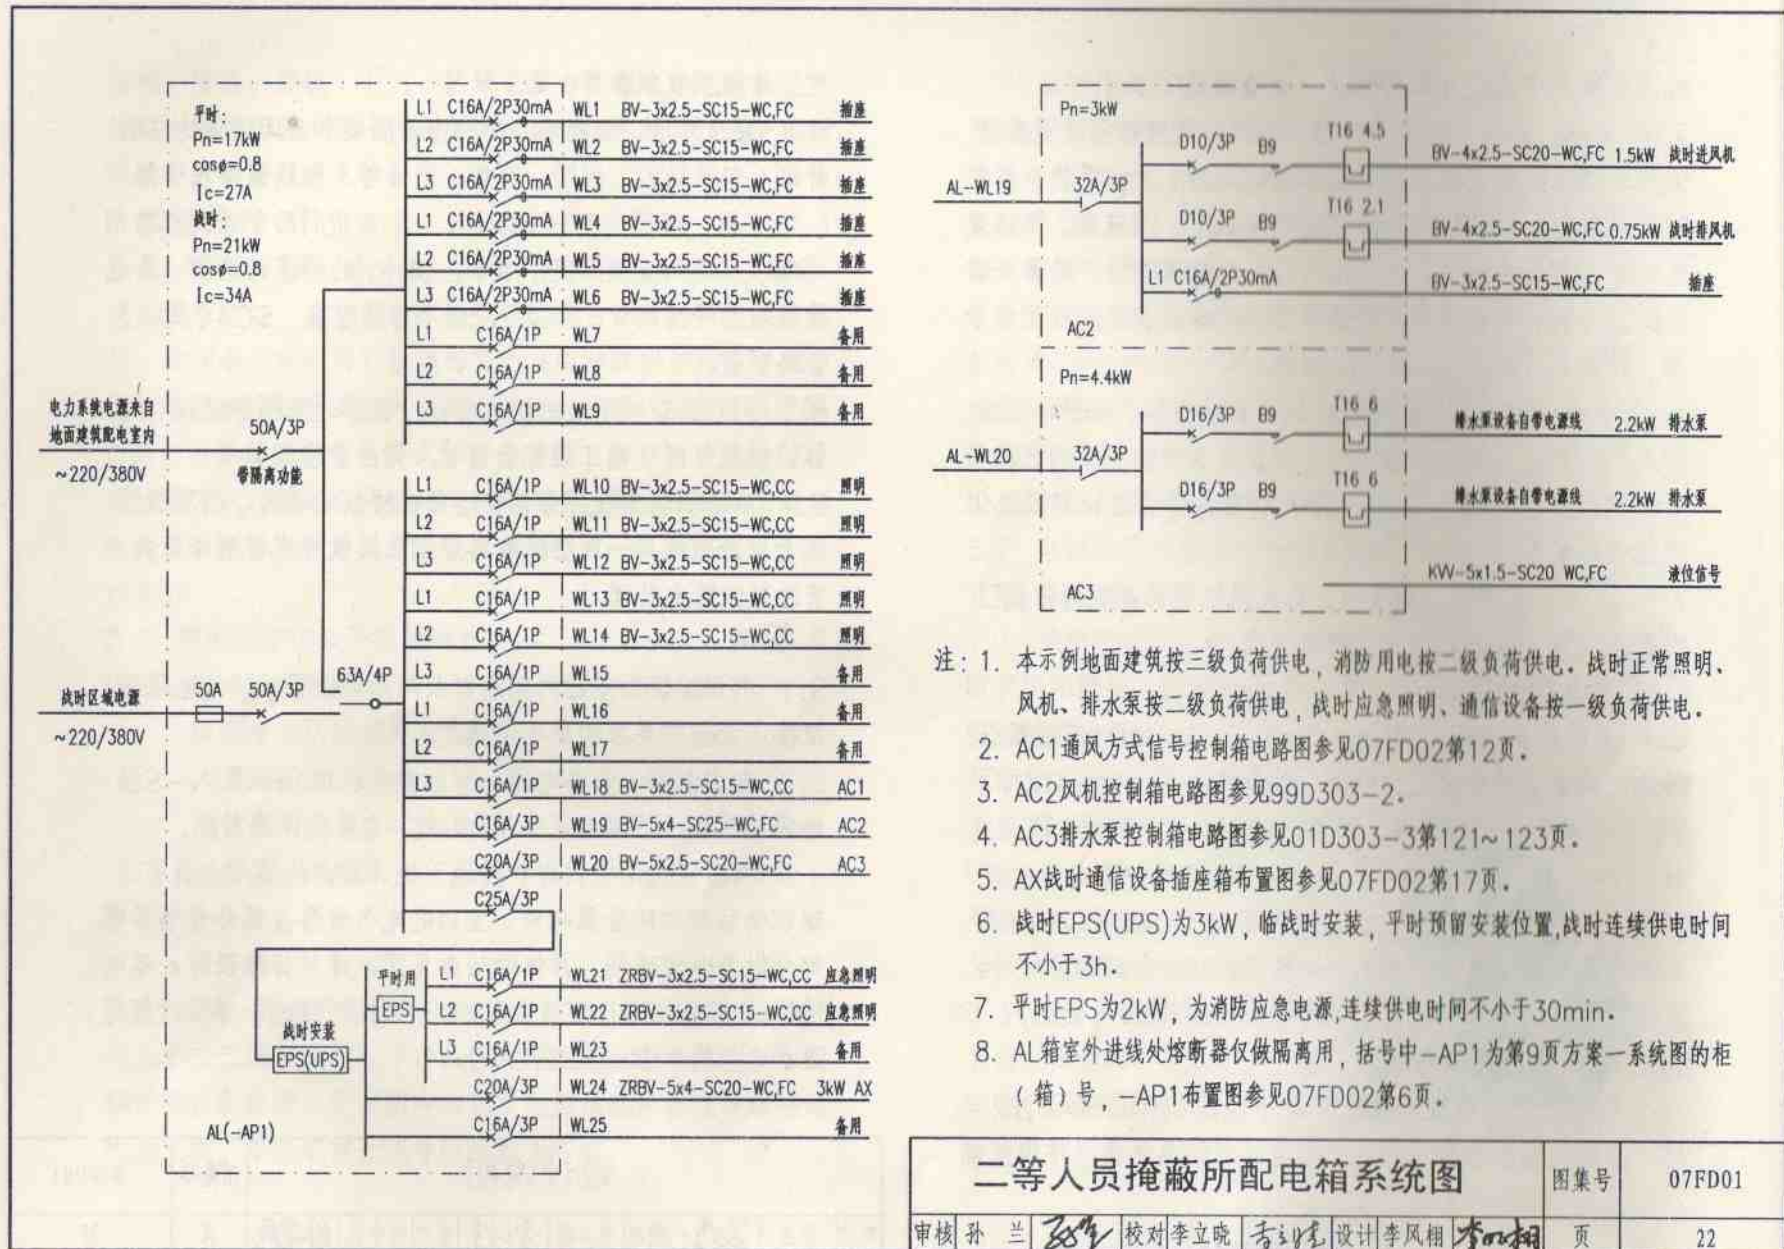 平时:
Pn=17kW
cosø=0.8
Ic=27A
战时:
Pn=21kW
cosø=0.8
Ic=34A
电力系统电源来自
地面建筑配电室内
~220/380V
50A/3P
带隔离功能
战时区域电源
~220/380V
50A
50A/3P
63A/4P
L1 C16A/2P30mA WL1 BV-3x2.5-SC15-WC,FC 插座
L2 C16A/2P30mA WL2 BV-3x2.5-SC15-WC,FC 插座
L3 C16A/2P30mA WL3 BV-3x2.5-SC15-WC,FC 插座
L1 C16A/2P30mA WL4 BV-3x2.5-SC15-WC,FC 插座
L2 C16A/2P30mA WL5 BV-3x2.5-SC15-WC,FC 插座
L3 C16A/2P30mA WL6 BV-3x2.5-SC15-WC,FC 插座
L1 C16A/1P WL7 备用
L2 C16A/1P WL8 备用
L3 C16A/1P WL9 备用
L1 C16A/1P WL10 BV-3x2.5-SC15-WC,CC 照明
L2 C16A/1P WL11 BV-3x2.5-SC15-WC,CC 照明
L3 C16A/1P WL12 BV-3x2.5-SC15-WC,CC 照明
L1 C16A/1P WL13 BV-3x2.5-SC15-WC,CC 照明
L2 C16A/1P WL14 BV-3x2.5-SC15-WC,CC 照明
L3 C16A/1P WL15 备用
L1 C16A/1P WL16 备用
L2 C16A/1P WL17 备用
L3 C16A/1P WL18 BV-3x2.5-SC15-WC,CC AC1
C16A/3P WL19 BV-5x4-SC25-WC,FC AC2
C20A/3P WL20 BV-5x2.5-SC20-WC,FC AC3
C25A/3P
平时用
EPS
战时安装
EPS(UPS)
L1 C16A/1P WL21 ZRBV-3x2.5-SC15-WC,CC 应急照明
L2 C16A/1P WL22 ZRBV-3x2.5-SC15-WC,CC 应急照明
L3 C16A/1P WL23 备用
C20A/3P WL24 ZRBV-5x4-SC20-WC,FC 3kW AX
C16A/3P WL25 备用
AL(-AP1)
Pn=3kW
AL-WL19
32A/3P
D10/3P B9 T16 4.5 BV-4x2.5-SC20-WC,FC 1.5kW 战时进风机
D10/3P B9 T16 2.1 BV-4x2.5-SC20-WC,FC 0.75kW 战时排风机
L1 C16A/2P30mA BV-3x2.5-SC15-WC,FC 插座
AC2
Pn=4.4kW
AL-WL20
32A/3P
D16/3P B9 T16 6 排水泵设备自带电源线 2.2kW 排水泵
D16/3P B9 T16 6 排水泵设备自带电源线 2.2kW 排水泵
KVV-5x1.5-SC20 WC,FC 液位信号
AC3
注: 1. 本示例地面建筑按三级负荷供电,消防用电按二级负荷供电。战时正常照明、
风机、排水泵按二级负荷供电,战时应急照明、通信设备按一级负荷供电。
2. AC1通风方式信号控制箱电路图参见07FD02第12页。
3. AC2风机控制箱电路图参见99D303-2。
4. AC3排水泵控制箱电路图参见01D303-3第121~123页。
5. AX战时通信设备插座箱布置图参见07FD02第17页。
6. 战时EPS(UPS)为3kW,临战时安装,平时预留安装位置,战时连续供电时间
不小于3h。
7. 平时EPS为2kW,为消防应急电源,连续供电时间不小于30min。
8. AL箱室外进线处熔断器仅做隔离用,括号中-AP1为第9页方案一系统图的柜
(箱)号,-AP1布置图参见07FD02第6页。
二等人员掩蔽所配电箱系统图 图集号 07FD01
审核 孙 兰 校对 李立晓 设计 李风栩 页 22